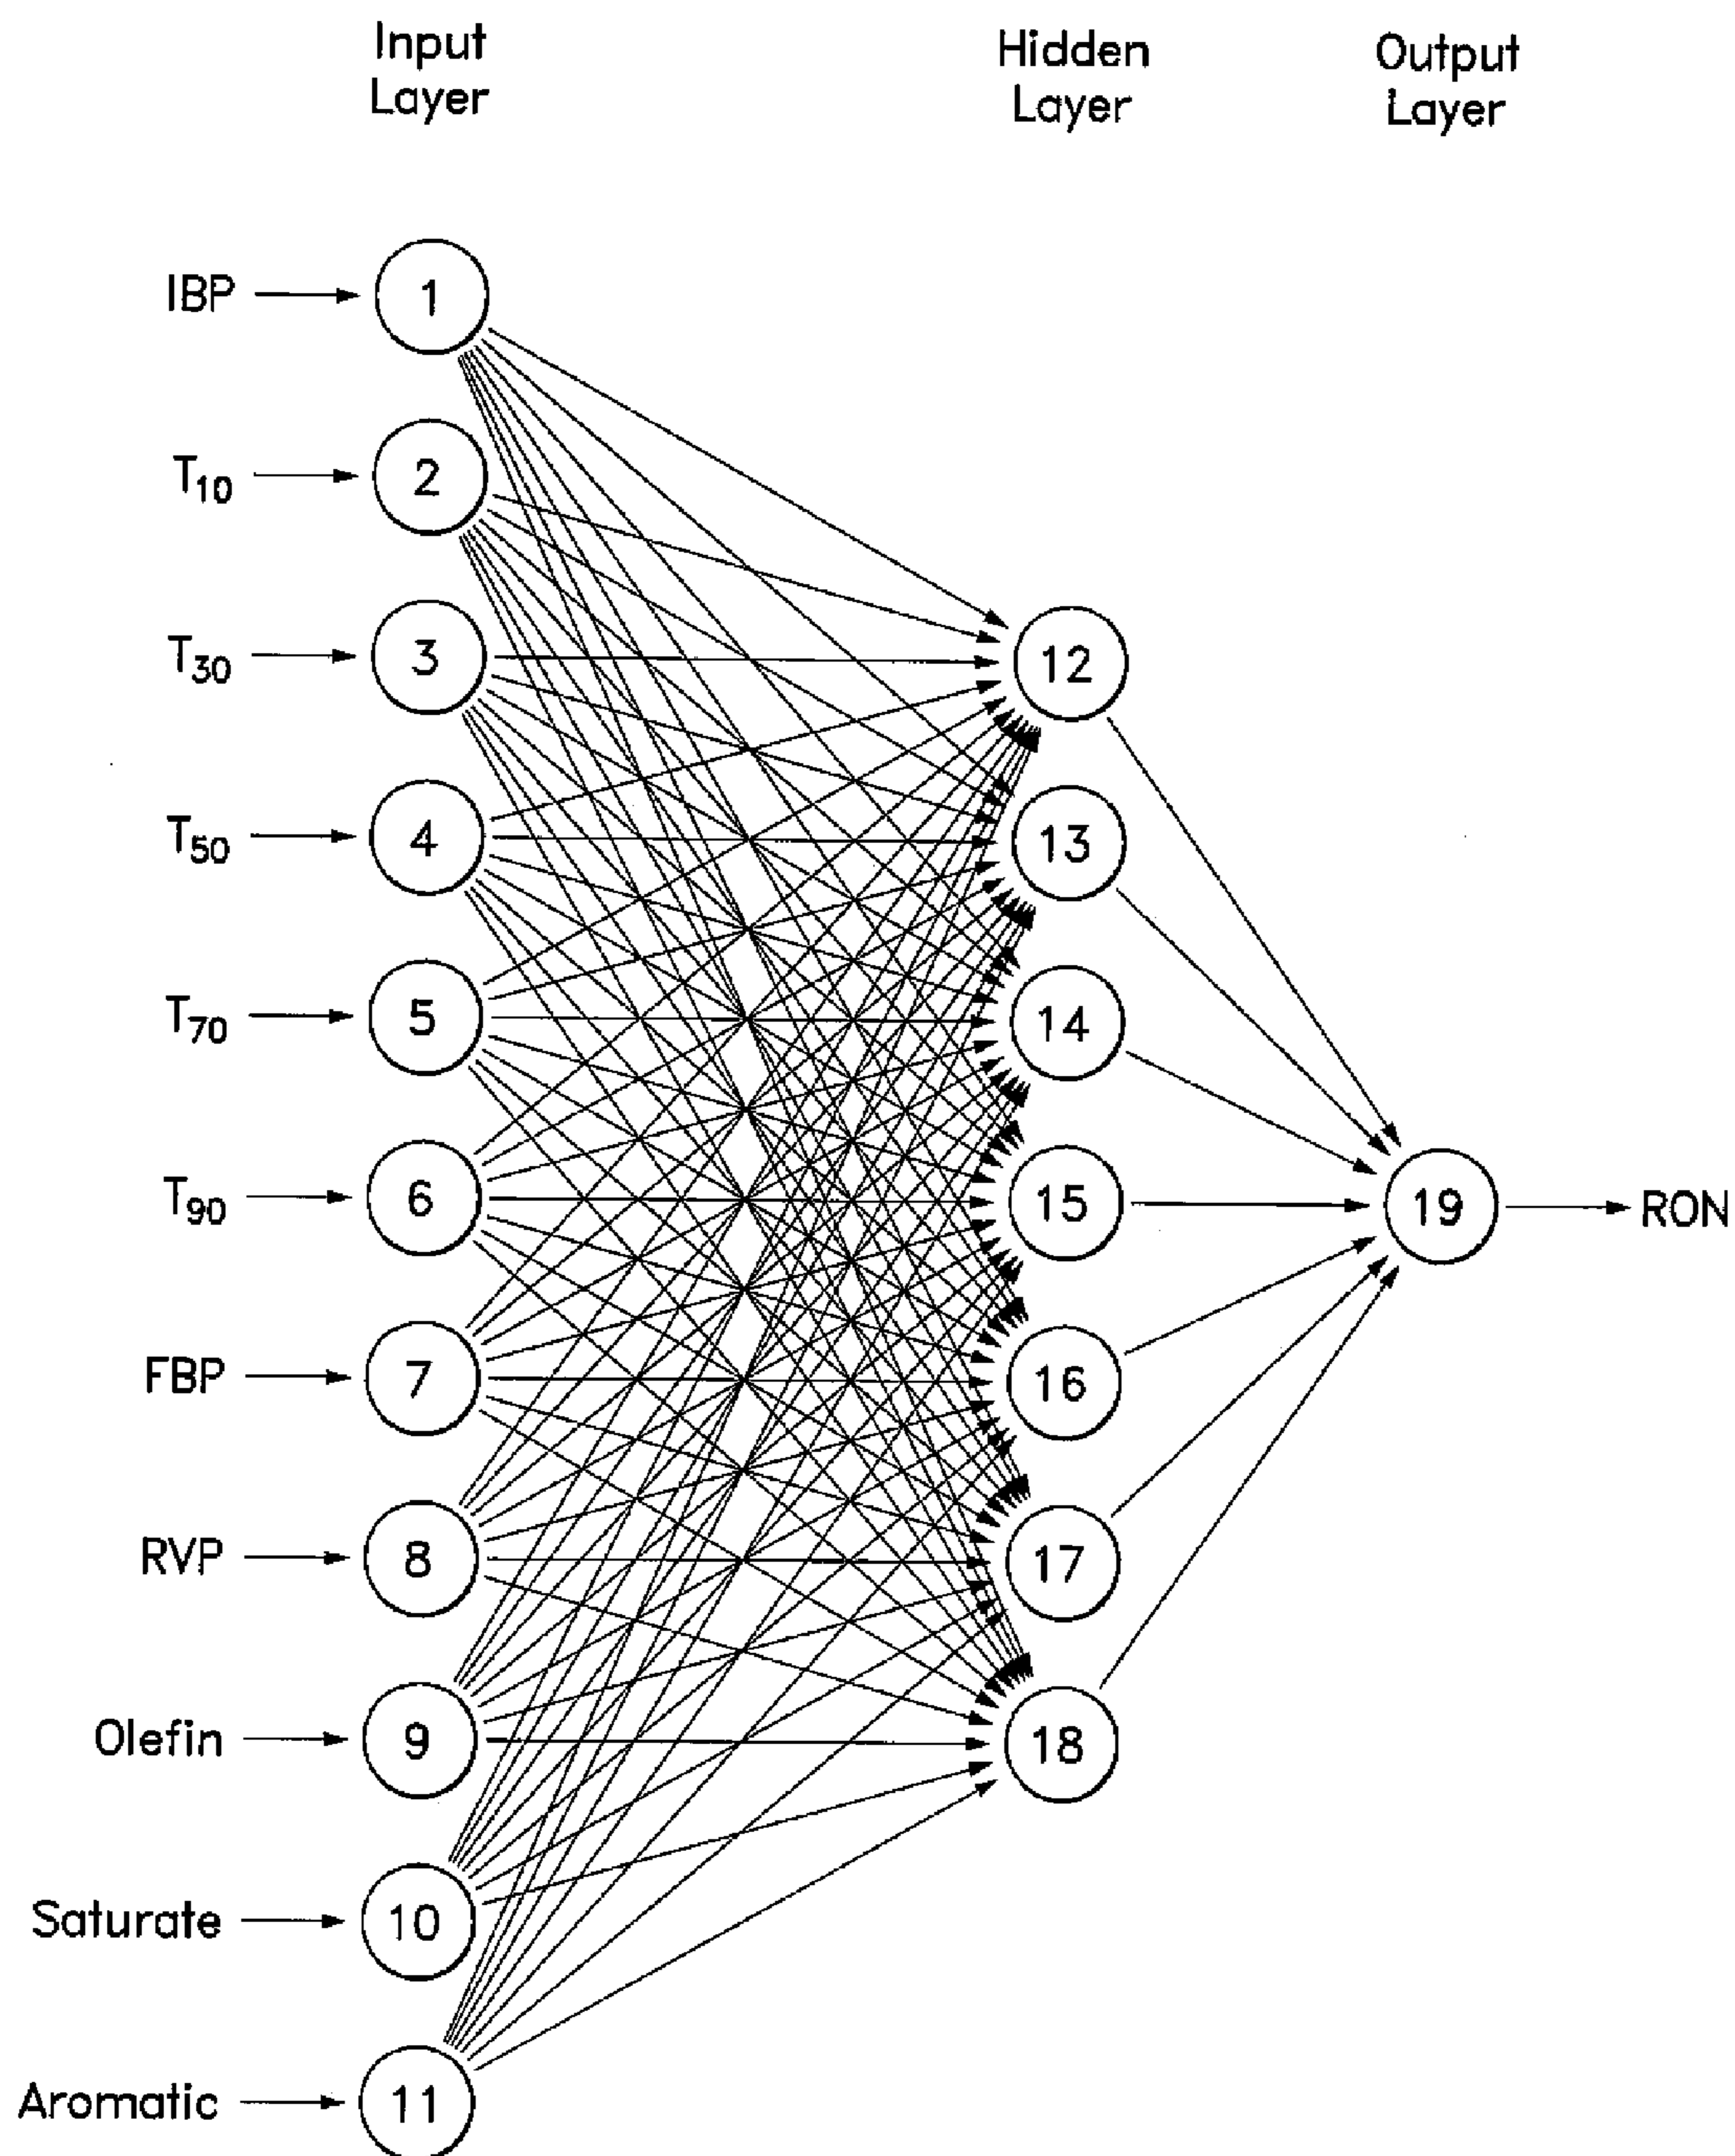 Input
Layer
Hidden
Layer
Output
Layer
IBP
1
T10
2
T30
3
12
T50
4
13
T70
5
14
T90
6
15
19
RON
FBP
7
16
RVP
8
17
Olefin
9
18
Saturate
10
Aromatic
11